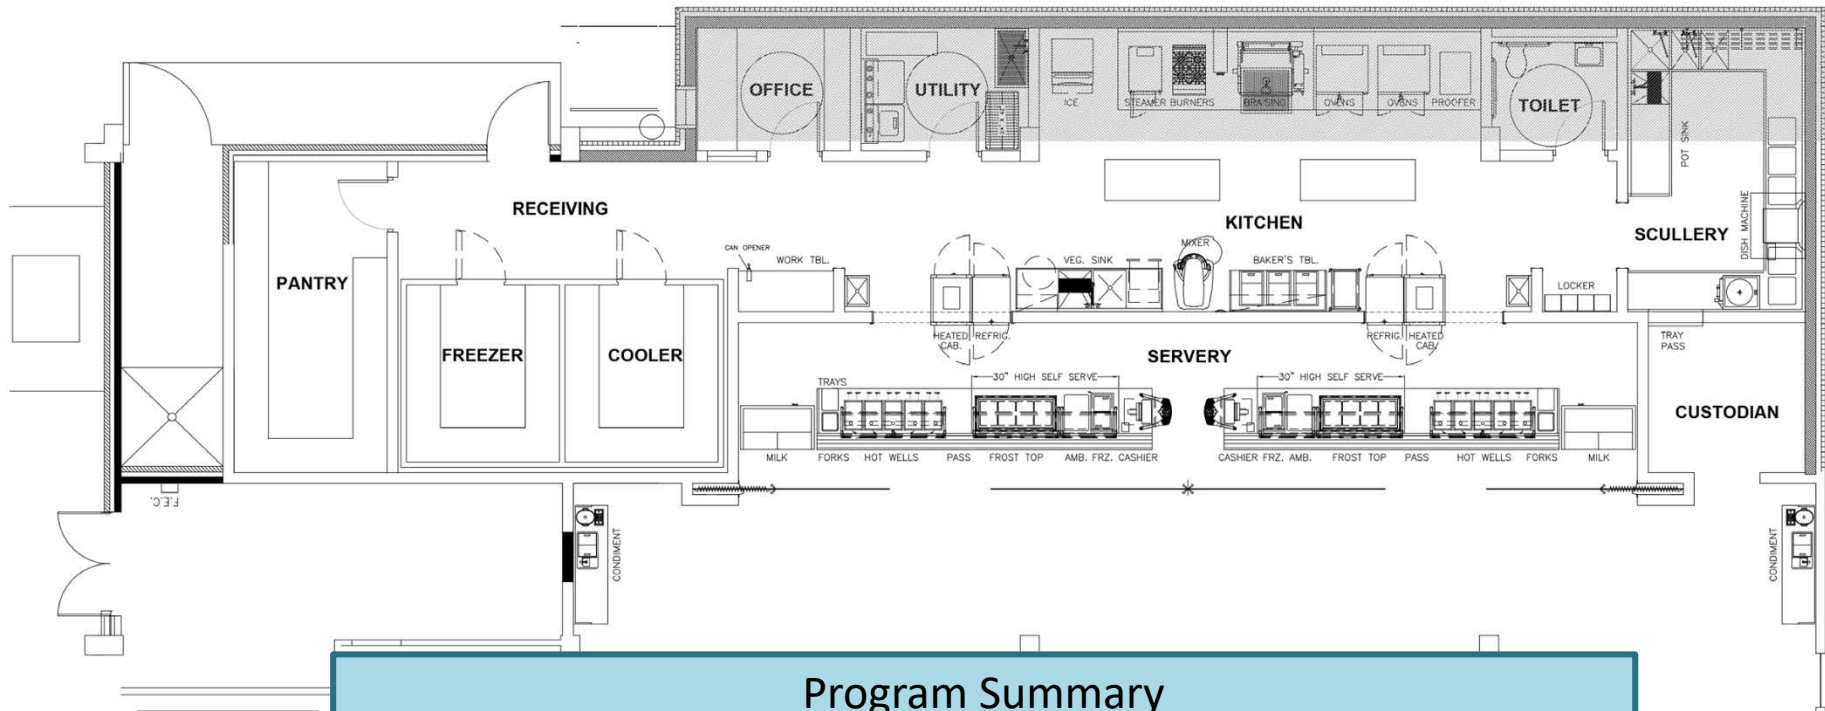 OFFICE
UTILITY
ICE
STEAMER BURNERS
BRAISING
OVENS
OVENS
PROOFER
TOILET
POT SINK
DISH MACHINE
RECEIVING
KITCHEN
SCULLERY
CAN OPENER
WORK TBL.
VEG. SINK
MIXER
BAKER'S TBL.
PANTRY
LOCKER
FREEZER
COOLER
HEATED CAB.
REFRIG.
SERVERY
REFRIG.
HEATED CAB.
TRAY PASS
TRAYS
30" HIGH SELF SERVE
30" HIGH SELF SERVE
CUSTODIAN
MILK
FORKS
HOT WELLS
PASS
FROST TOP
AMB. FRZ. CASHIER
CASHIER FRZ. AMB.
FROST TOP
PASS
HOT WELLS
FORKS
MILK
F.E.C.
CONDIMENT
CONDIMENT
Program Summary